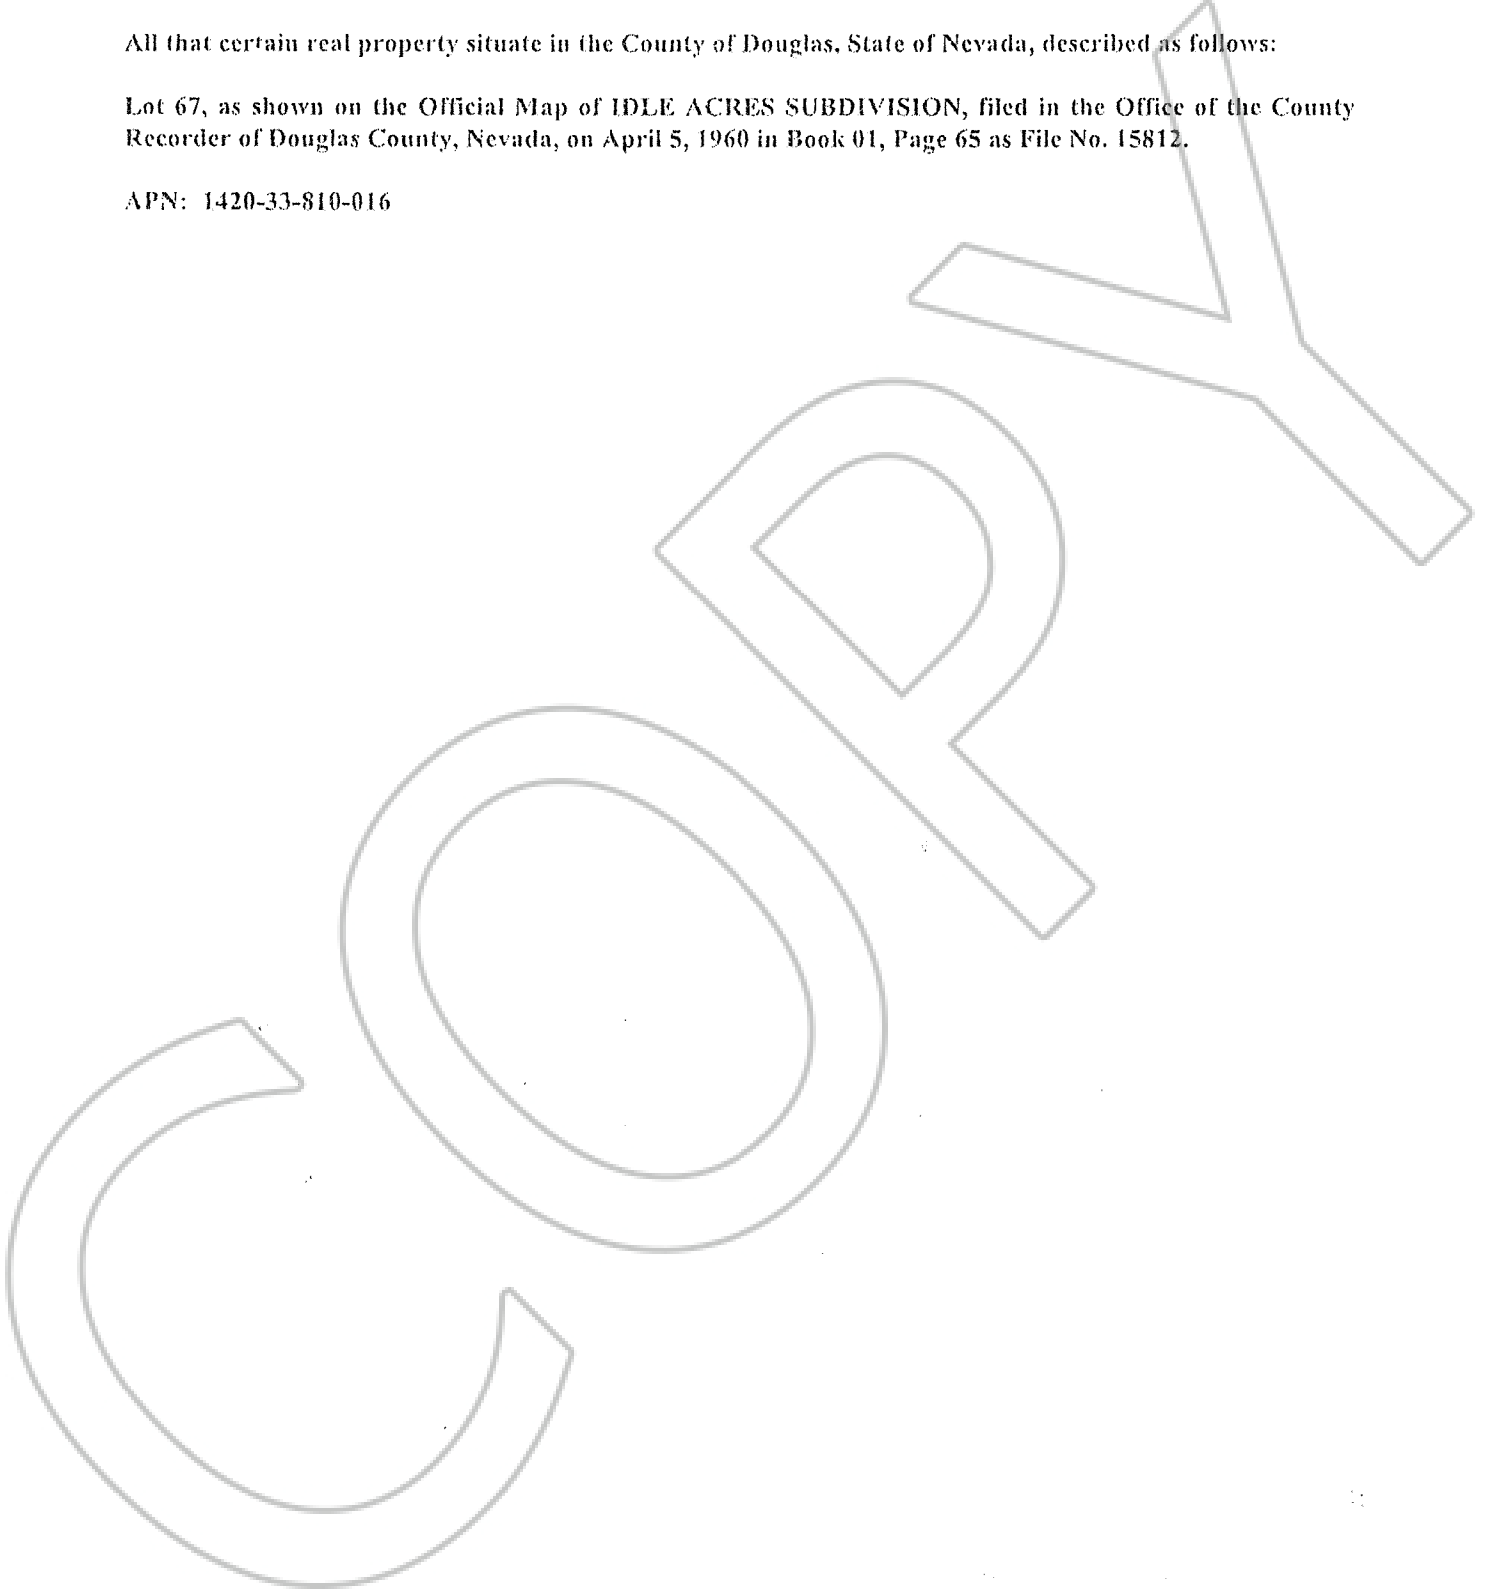 All that certain real property situate in the County of Douglas, State of Nevada, described as follows:
Lot 67, as shown on the Official Map of IDLE ACRES SUBDIVISION, filed in the Office of the County
Recorder of Douglas County, Nevada, on April 5, 1960 in Book 01, Page 65 as File No. 15812.
APN: 1420-33-810-016
COPY